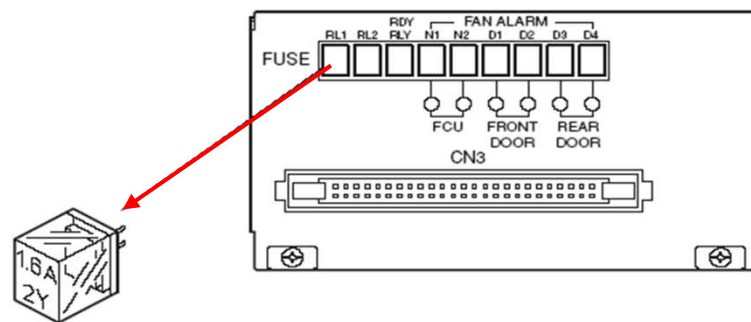 FAN ALARM
RDY
RL1 RL2 RLY N1 N2 D1 D2 D3 D4
FUSE
FCU FRONT DOOR REAR DOOR
CN3
1.6A
2Y